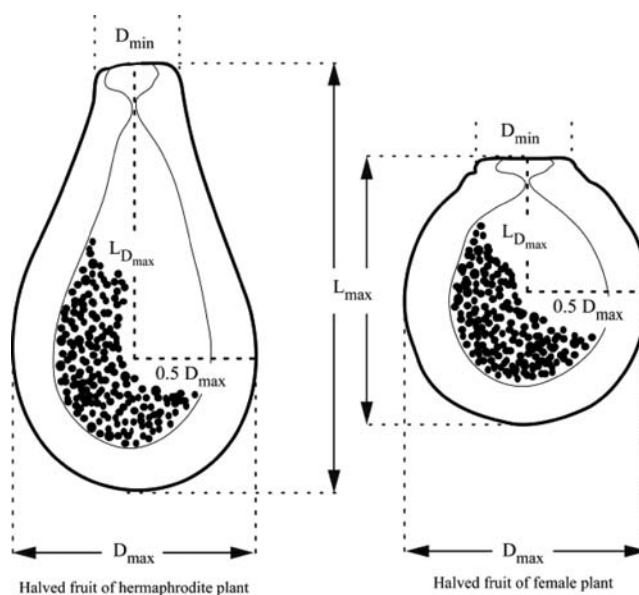 D_min
D_min
L_D_max
L_D_max
L_max
0.5 D_max
0.5 D_max
D_max
D_max
Halved fruit of hermaphrodite plant
Halved fruit of female plant